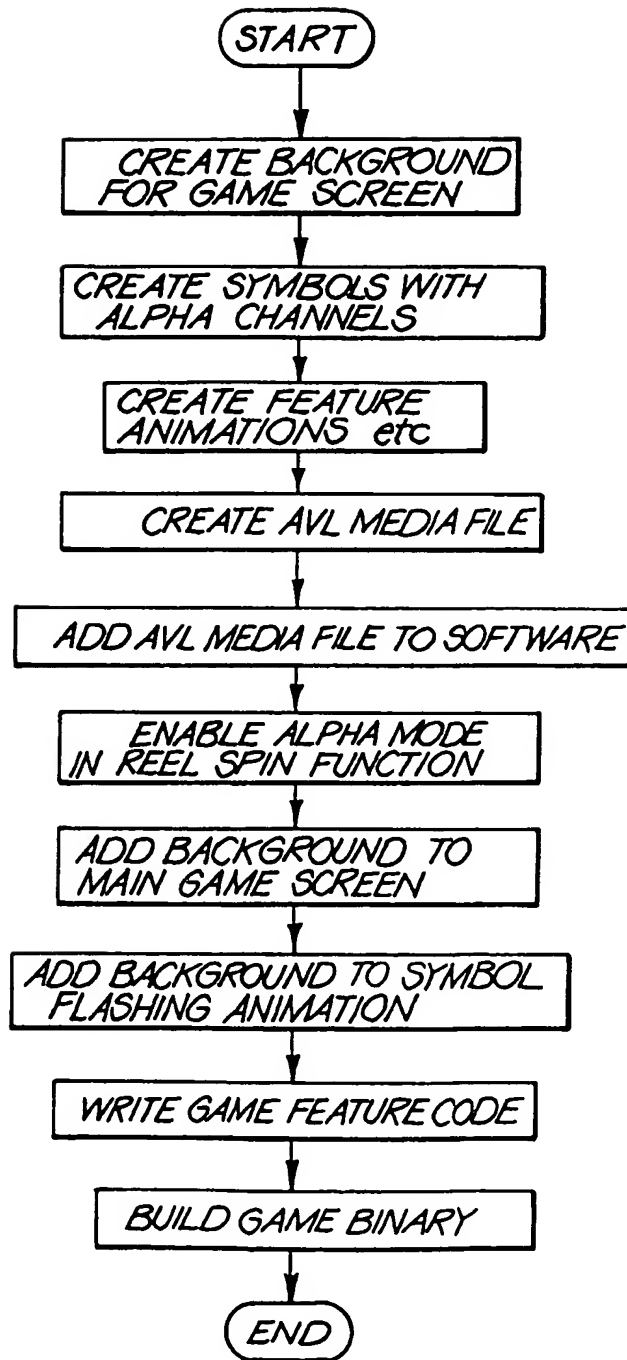 START
CREATE BACKGROUND
FOR GAME SCREEN
CREATE SYMBOLS WITH
ALPHA CHANNELS
CREATE FEATURE
ANIMATIONS etc
CREATE AVL MEDIA FILE
ADD AVL MEDIA FILE TO SOFTWARE
ENABLE ALPHA MODE
IN REEL SPIN FUNCTION
ADD BACKGROUND TO
MAIN GAME SCREEN
ADD BACKGROUND TO SYMBOL
FLASHING ANIMATION
WRITE GAME FEATURE CODE
BUILD GAME BINARY
END